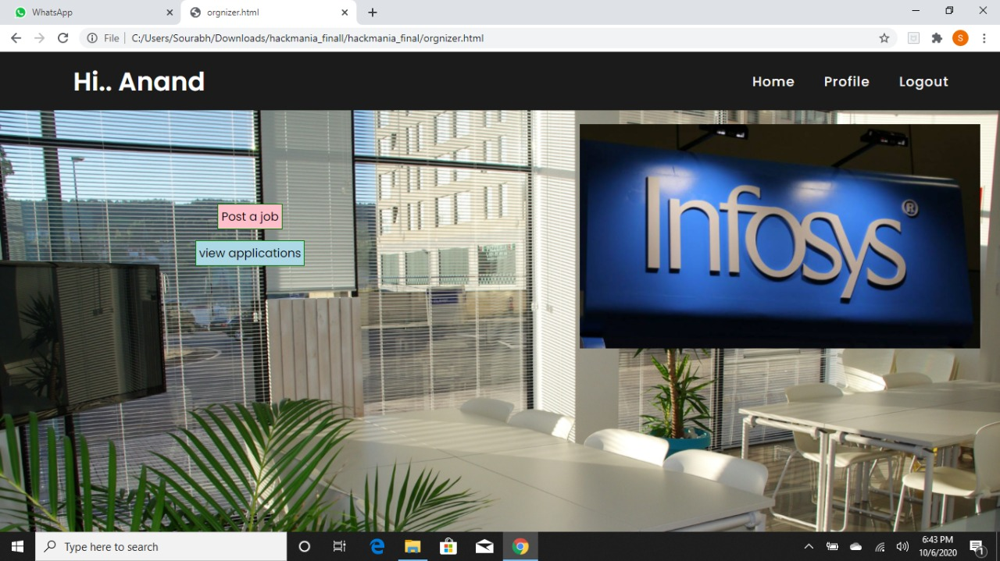 WhatsApp
orgnizer.html
File
C:/Users/Sourabh/Downloads/hackmania_finall/hackmania_final/orgnizer.html
S
Hi.. Anand
Home Profile Logout
Infosys®
Post a job
view applications
Type here to search
6:43 PM
10/6/2020
1